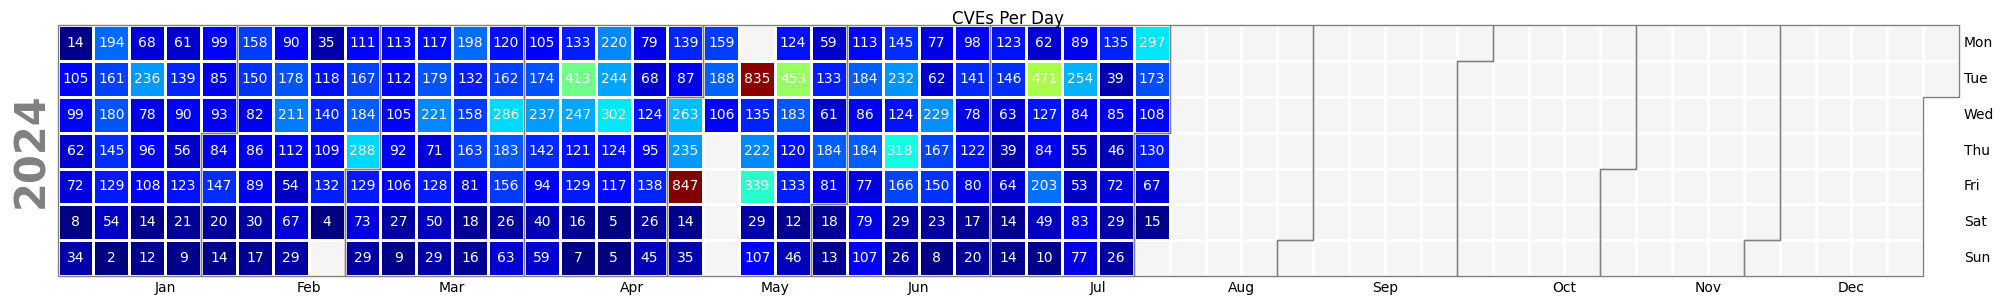 CVEs Per Day
14 194 68 61 99 158 90 35 111 113 117 198 120 105 133 220 79 139 159 124 59 113 145 77 98 123 62 89 135 297 Mon
105 161 236 139 85 150 178 118 167 112 179 132 162 174 413 244 68 87 188 835 453 133 184 232 62 141 146 471 254 39 173 Tue
99 180 78 90 93 82 211 140 184 105 221 158 286 237 247 302 124 263 106 135 183 61 86 124 229 78 63 127 84 85 108 Wed
62 145 96 56 84 86 112 109 288 92 71 163 183 142 121 124 95 235 222 120 184 184 318 167 122 39 84 55 46 130 Thu
72 129 108 123 147 89 54 132 129 106 128 81 156 94 129 117 138 847 339 133 81 77 166 150 80 64 203 53 72 67 Fri
8 54 14 21 20 30 67 4 73 27 50 18 26 40 16 5 26 14 29 12 18 79 29 23 17 14 49 83 29 15 Sat
34 2 12 9 14 17 29 29 9 29 16 63 59 7 5 45 35 107 46 13 107 26 8 20 14 10 77 26 Sun
2024
Jan Feb Mar Apr May Jun Jul Aug Sep Oct Nov Dec